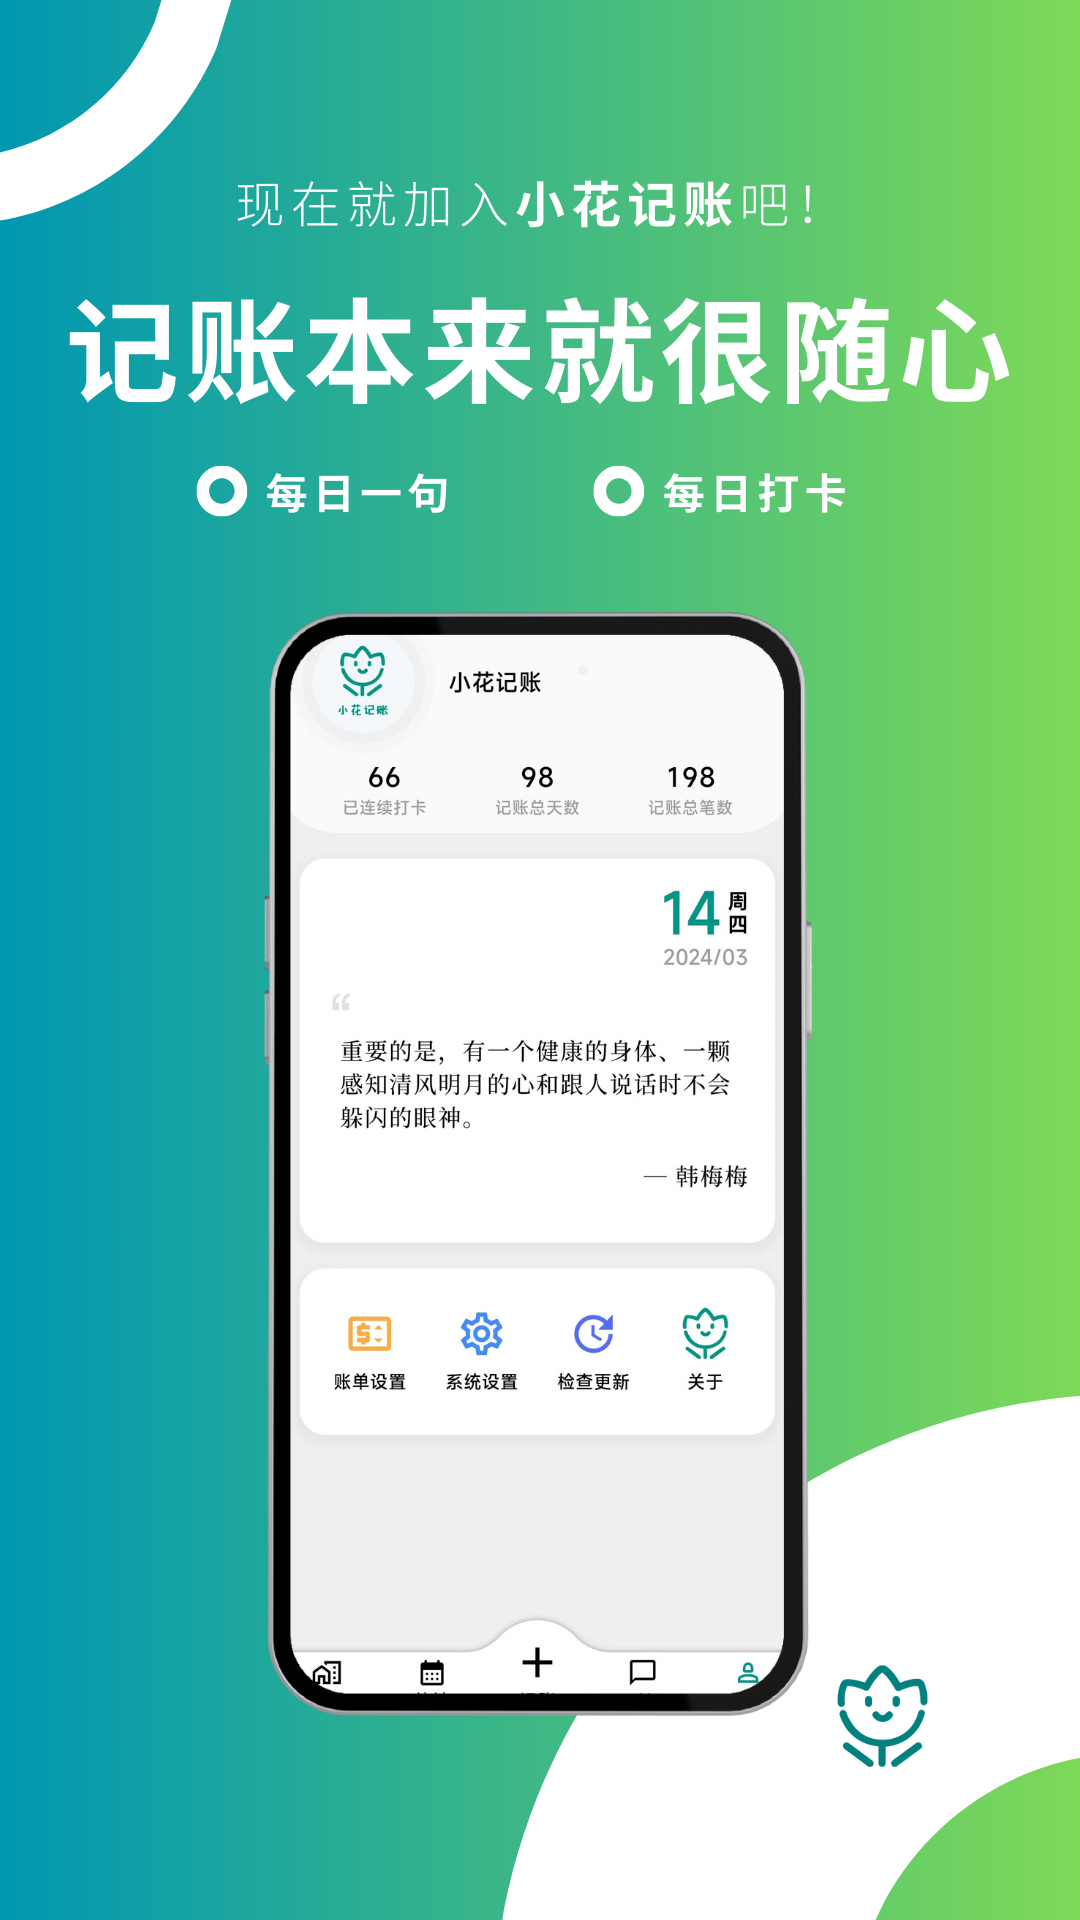 现在就加入小花记账吧！
记账本来就很随心
每日一句
每日打卡
小花记账
小花记账
66
98
198
已连续打卡
记账总天数
记账总笔数
14 周四
2024/03
“
重要的是，有一个健康的身体、一颗
感知清风明月的心和跟人说话时不会
躲闪的眼神。
— 韩梅梅
账单设置
系统设置
检查更新
关于